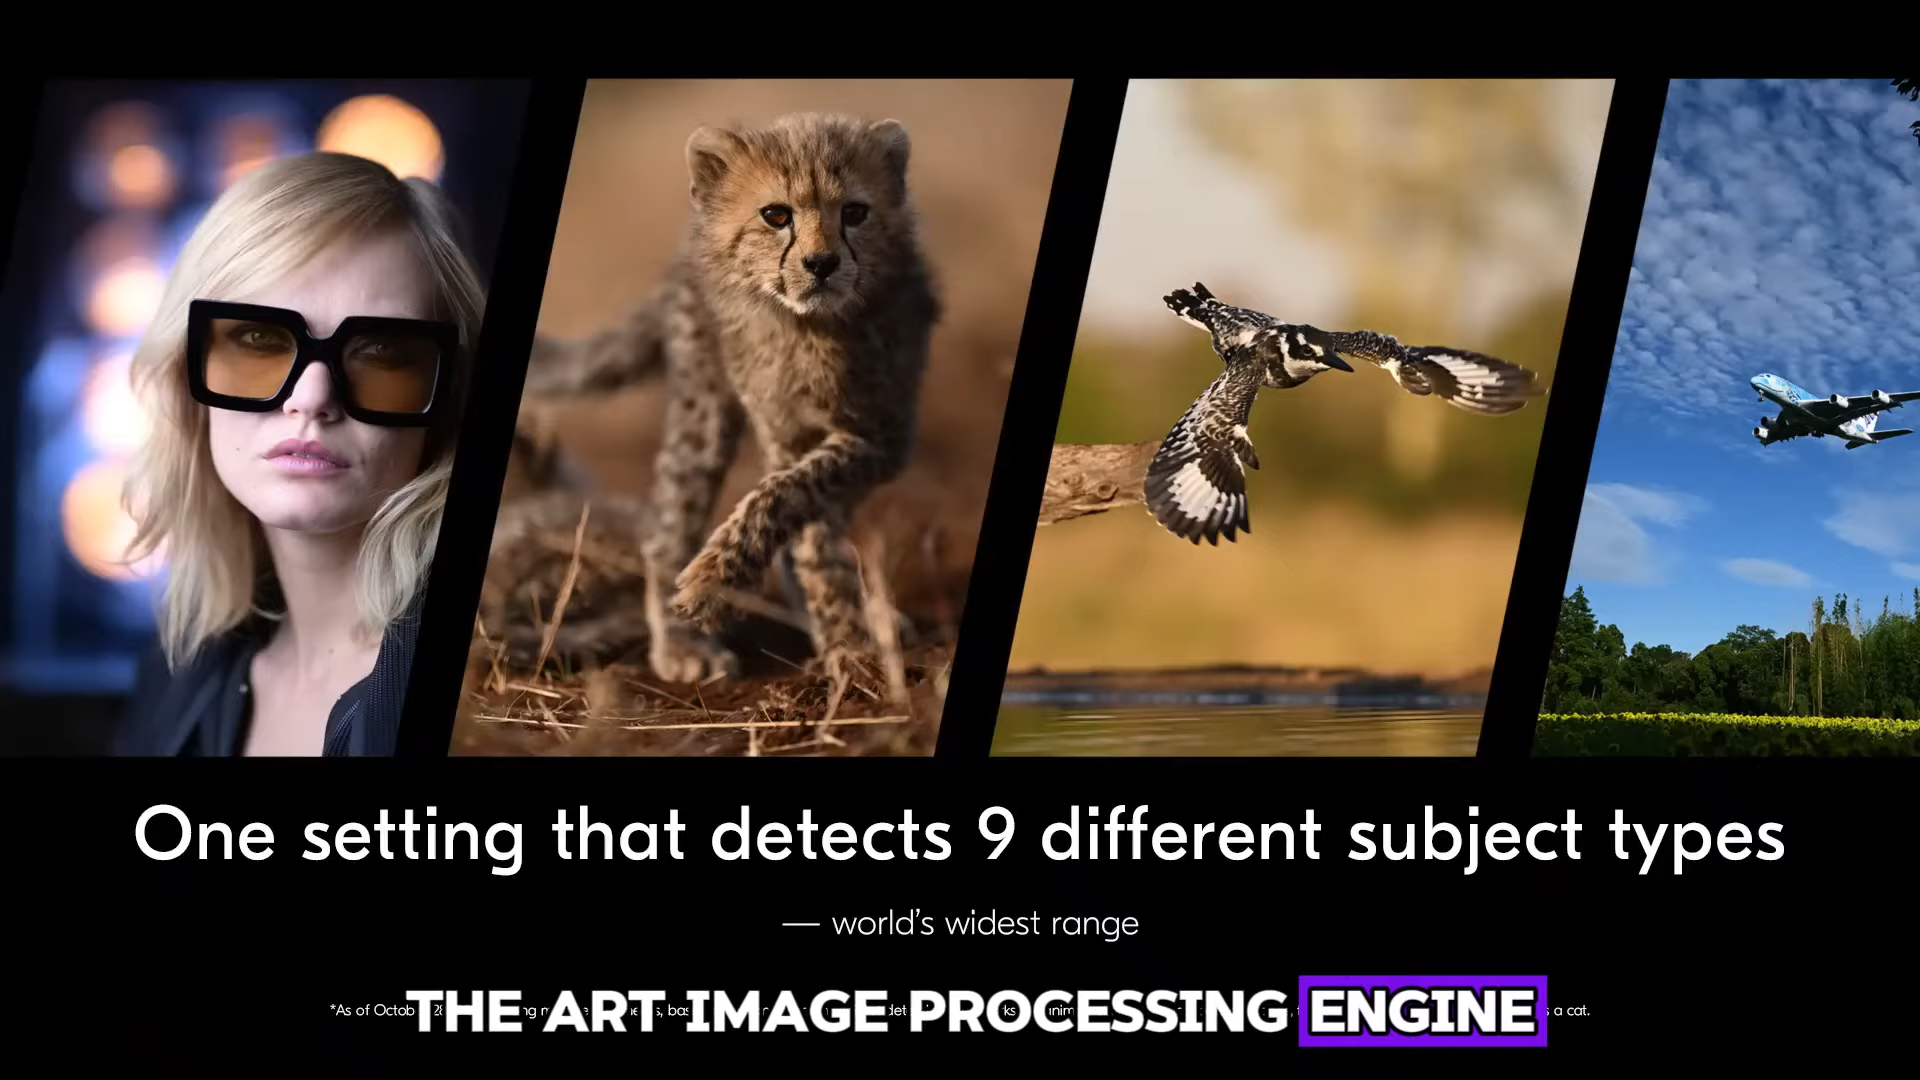 One setting that detects 9 different subject types
— world's widest range
*As of Octob
THE ART IMAGE PROCESSING ENGINE
s a cat.